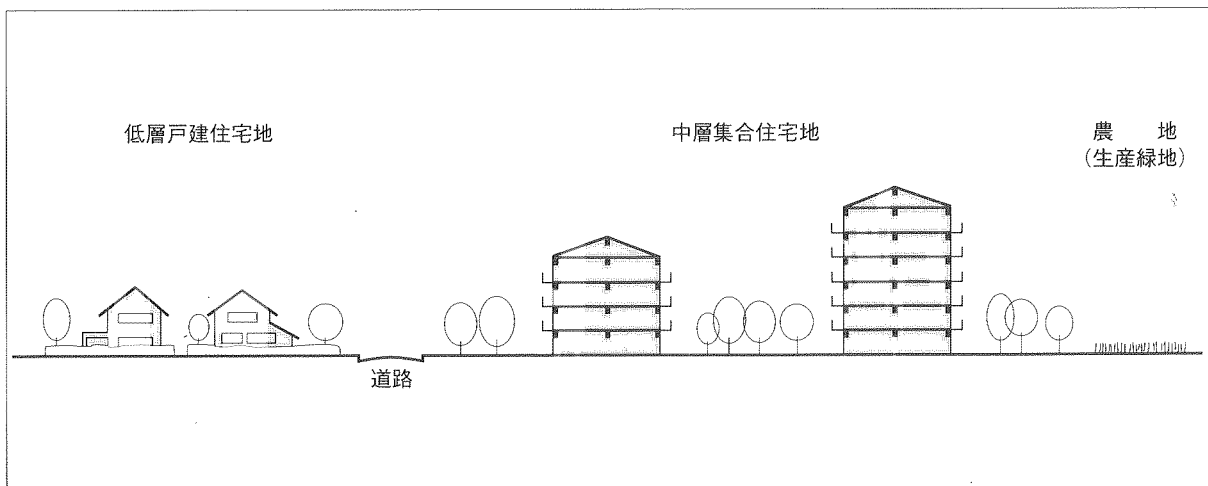 低層戸建住宅地
中層集合住宅地
農　　地
(生産緑地)
道路